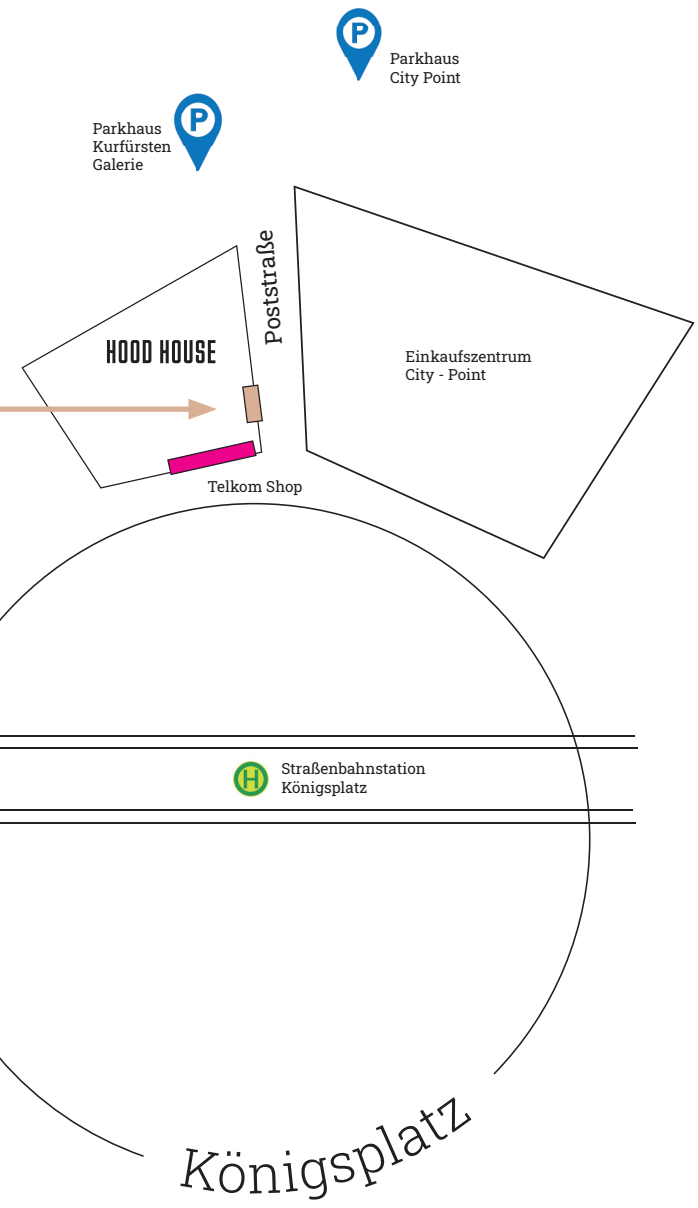 P
Parkhaus
City Point
P
Parkhaus
Kurfürsten
Galerie
Poststraße
HOOD HOUSE
Einkaufszentrum
City - Point
Telkom Shop
H
Straßenbahnstation
Königsplatz
Königsplatz